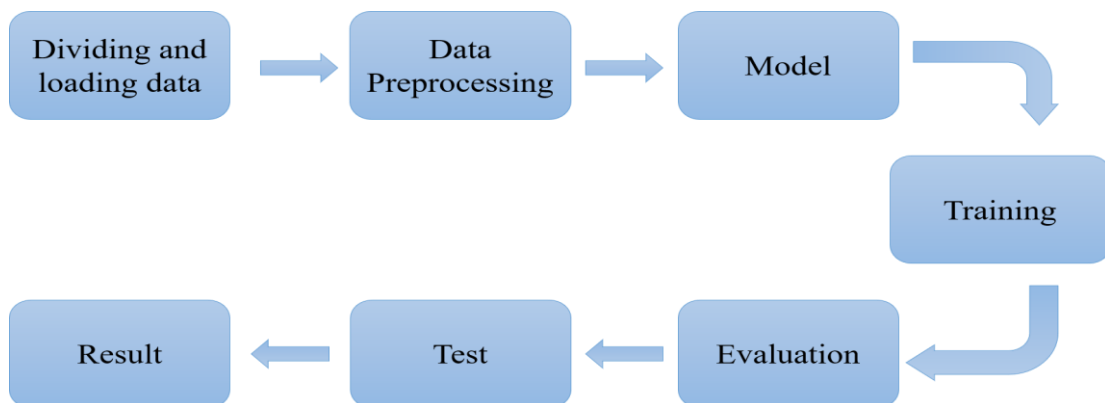 Dividing and
loading data
Data
Preprocessing
Model
Training
Evaluation
Test
Result